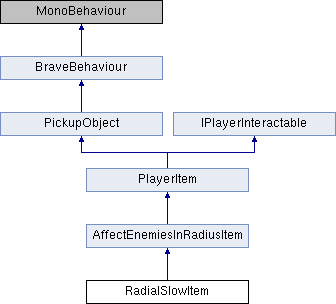 MonoBehaviour
BraveBehaviour
PickupObject
IPlayerInteractable
PlayerItem
AffectEnemiesInRadiusItem
RadialSlowItem